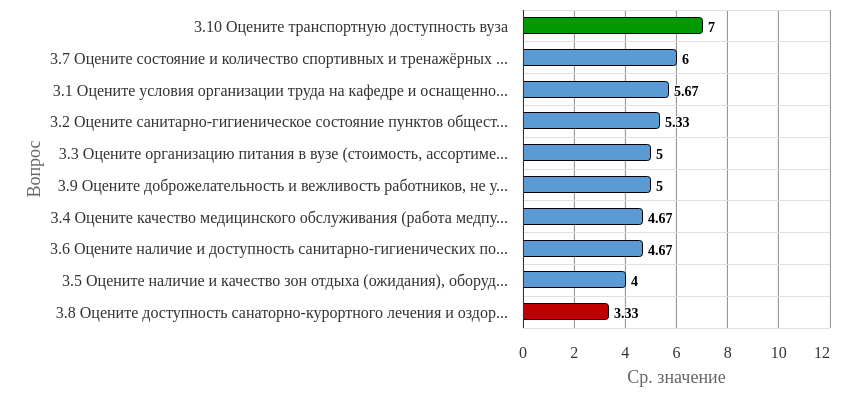 3.10 Оцените транспортную доступность вуза
7
3.7 Оцените состояние и количество спортивных и тренажёрных ...
6
3.1 Оцените условия организации труда на кафедре и оснащенно...
5.67
3.2 Оцените санитарно-гигиеническое состояние пунктов общест...
5.33
3.3 Оцените организацию питания в вузе (стоимость, ассортиме...
5
3.9 Оцените доброжелательность и вежливость работников, не у...
5
3.4 Оцените качество медицинского обслуживания (работа медпу...
4.67
3.6 Оцените наличие и доступность санитарно-гигиенических по...
4.67
3.5 Оцените наличие и качество зон отдыха (ожидания), оборуд...
4
3.8 Оцените доступность санаторно-курортного лечения и оздор...
3.33
Вопрос
0 2 4 6 8 10 12
Ср. значение